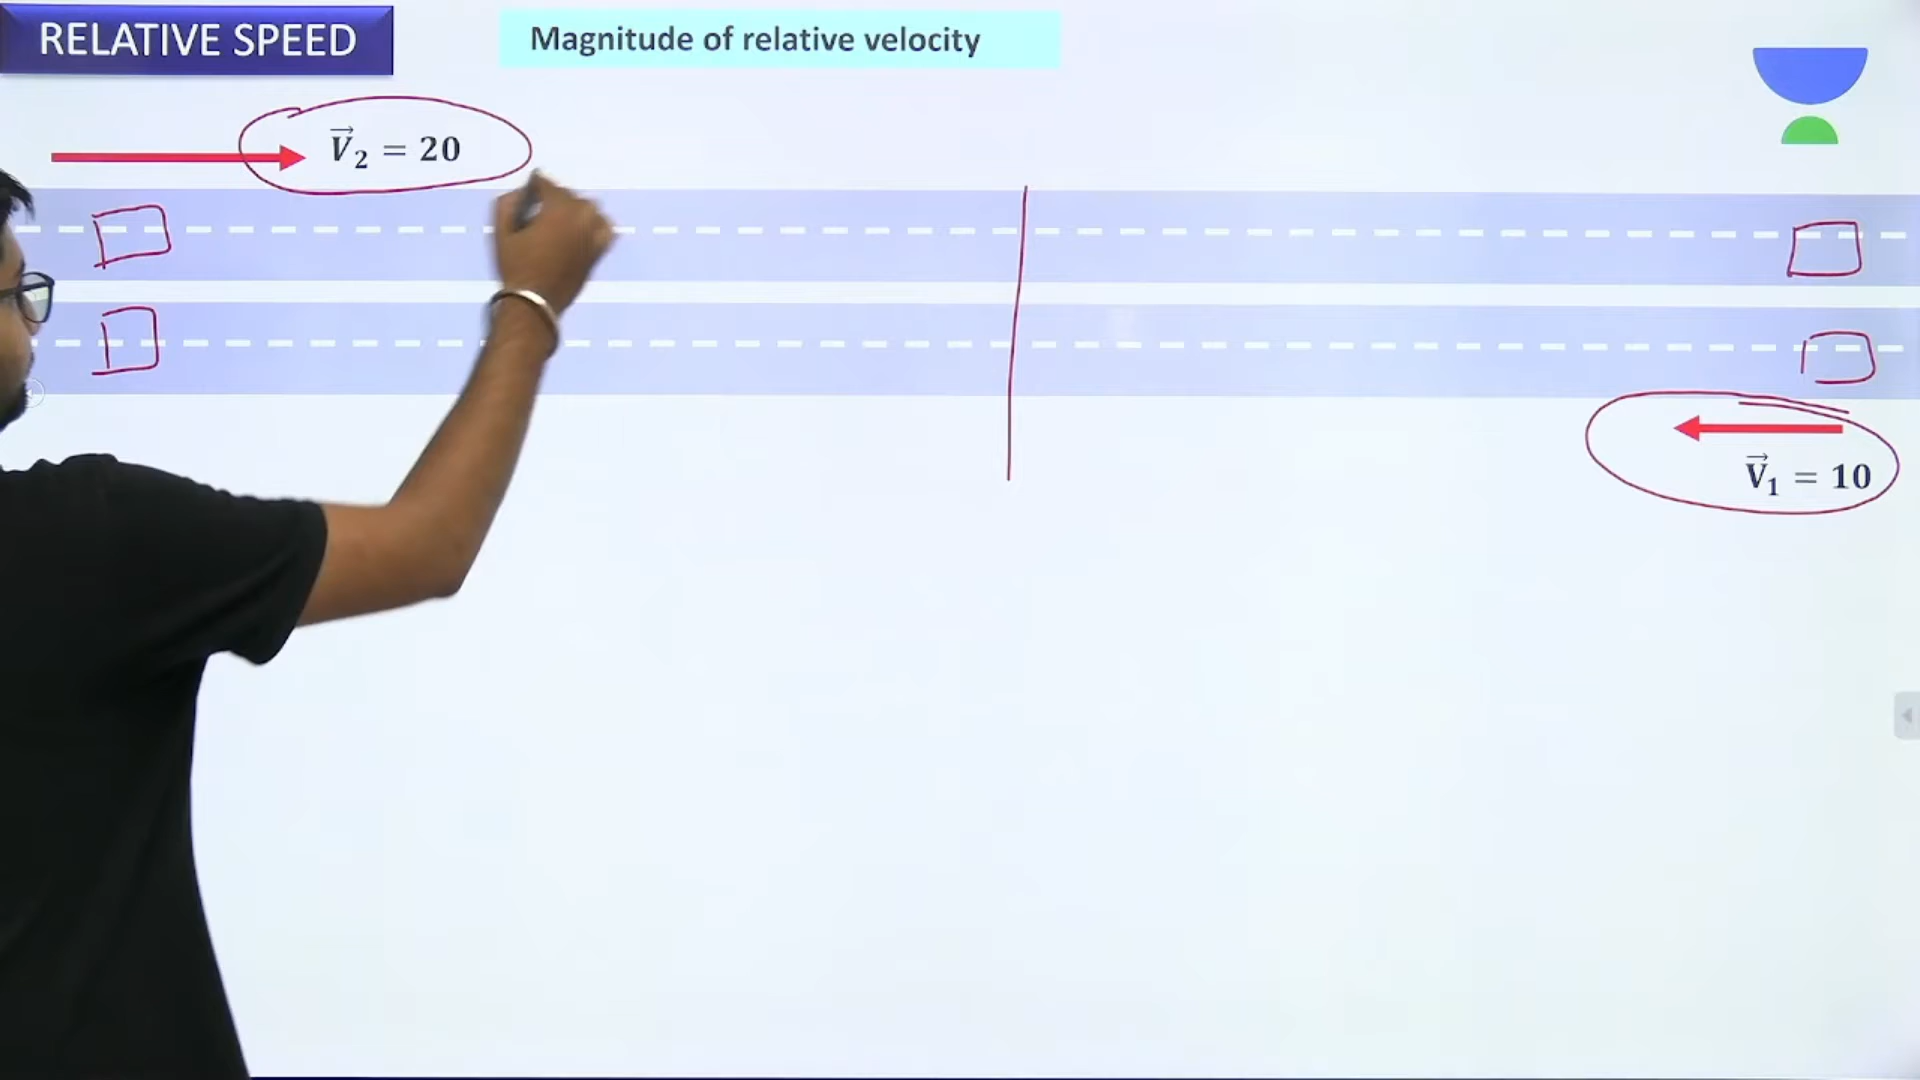 RELATIVE SPEED
Magnitude of relative velocity
V⃗₂ = 20
V⃗₁ = 10